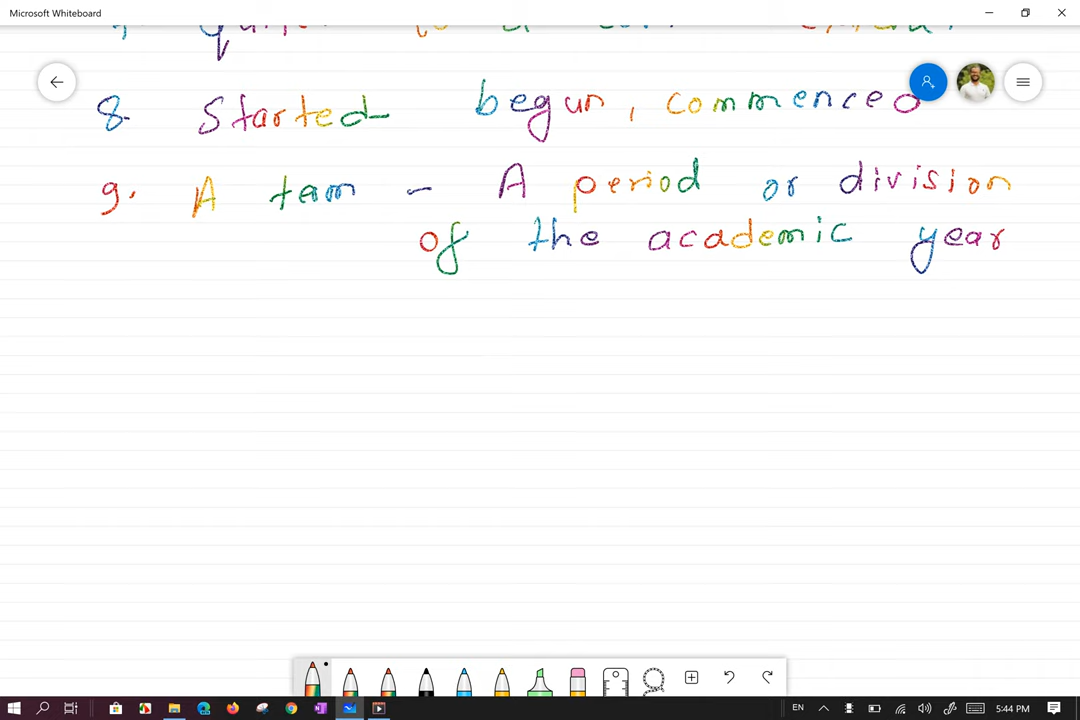 Microsoft Whiteboard
8 Started begun, commenced
9. A tam - A period or division
of the academic year
EN 5:44 PM